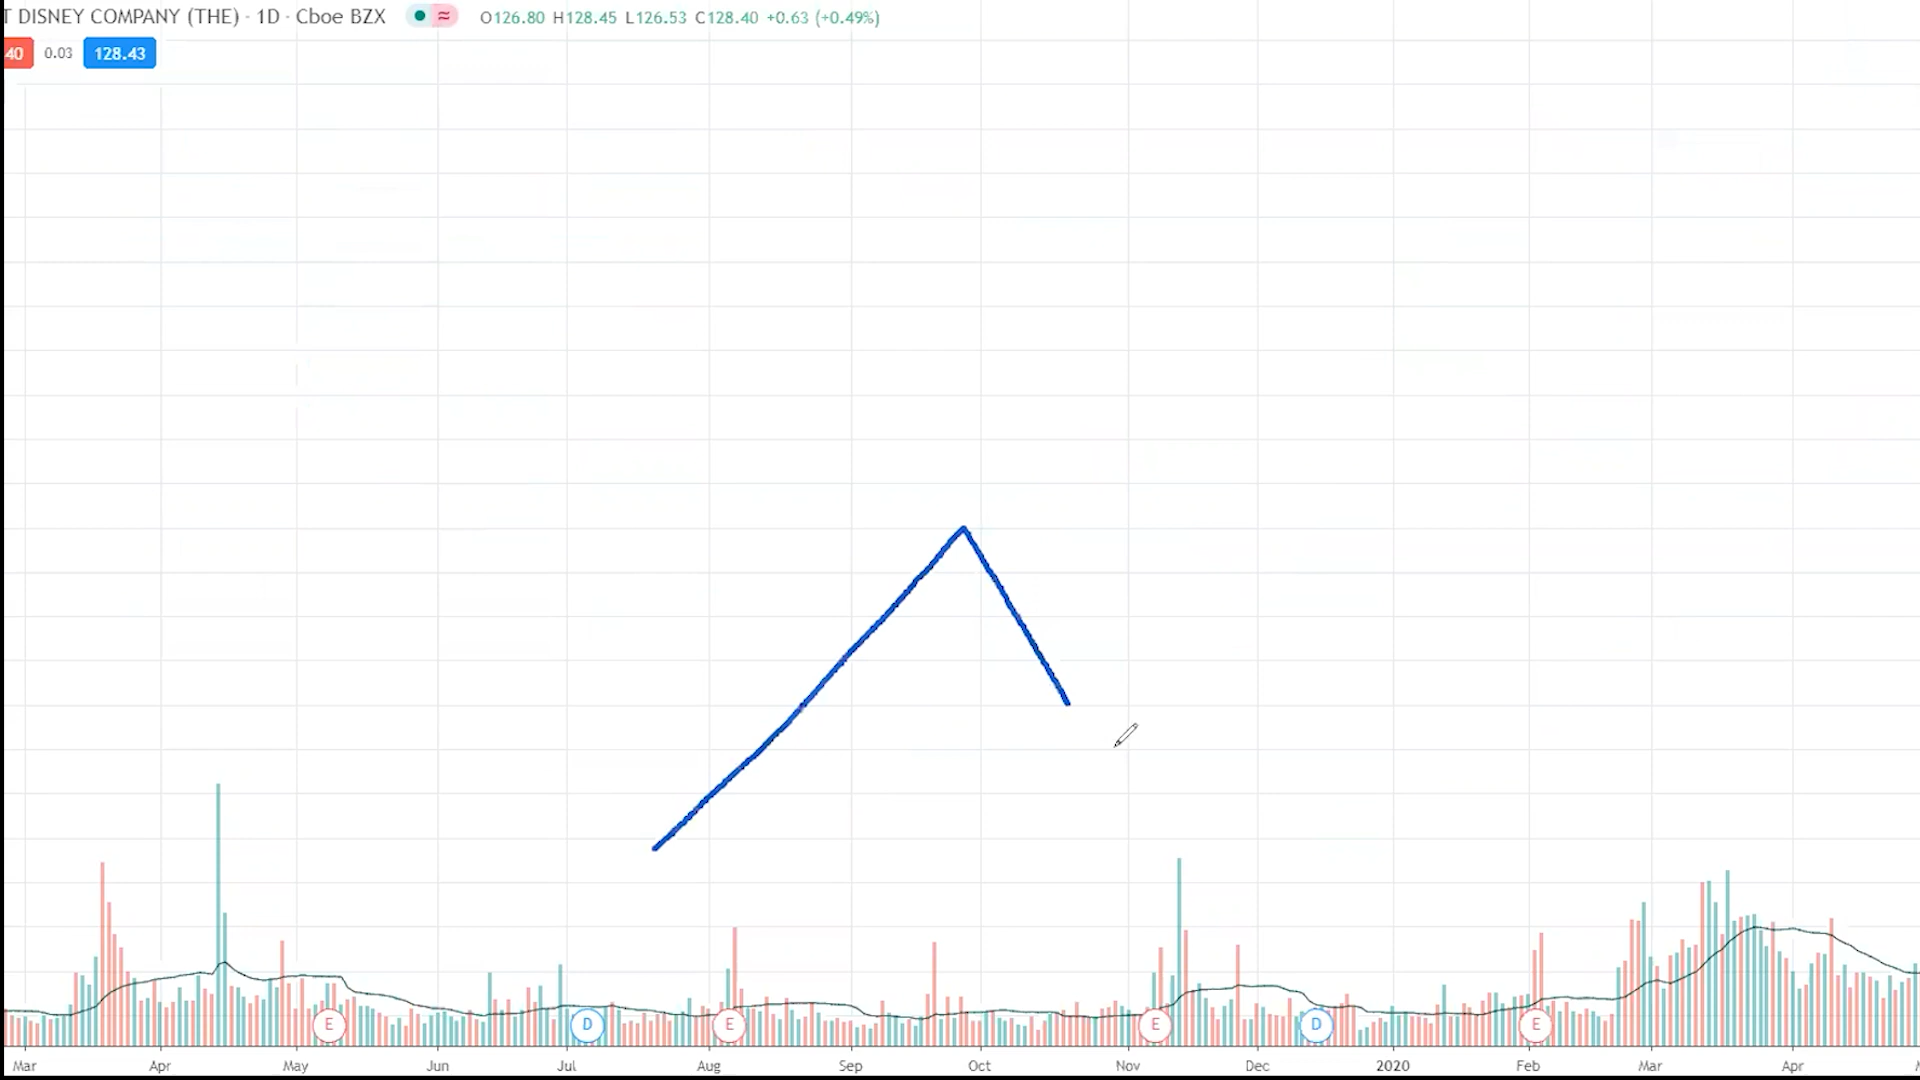 T DISNEY COMPANY (THE) · 1D · Cboe BZX ≈ O126.80 H128.45 L126.53 C128.40 +0.63 (+0.49%)
40 0.03 128.43
E D E E D E
Mar Apr May Jun Jul Aug Sep Oct Nov Dec 2020 Feb Mar Apr